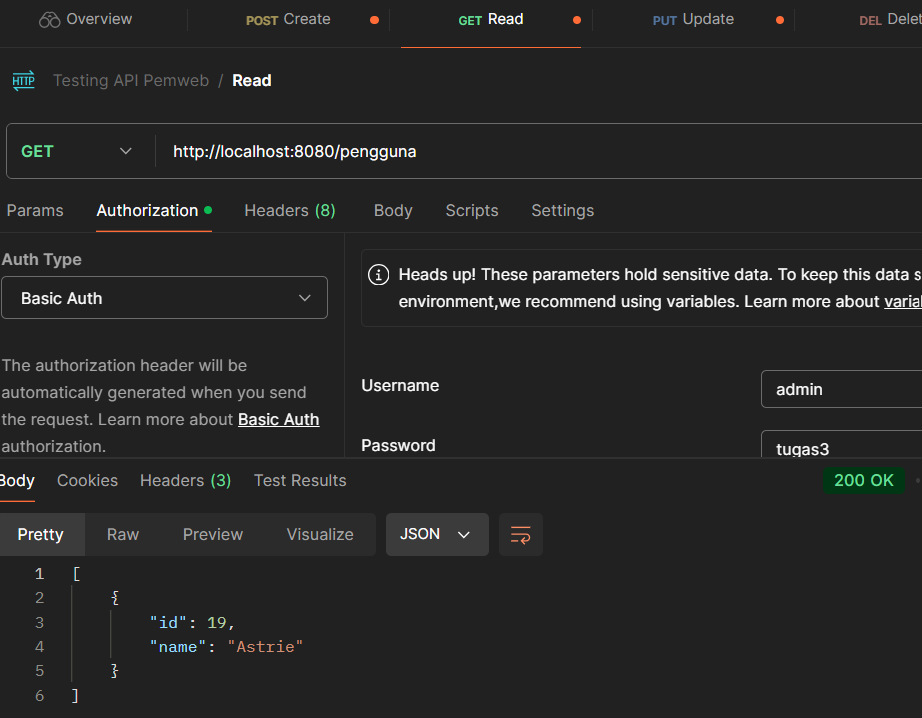 Overview POST Create GET Read PUT Update DEL Delet
HTTP Testing API Pemweb / Read
GET http://localhost:8080/pengguna
Params Authorization Headers (8) Body Scripts Settings
Auth Type
Basic Auth
The authorization header will be
automatically generated when you send
the request. Learn more about Basic Auth
authorization.
Heads up! These parameters hold sensitive data. To keep this data s
environment,we recommend using variables. Learn more about varial
Username admin
Password tugas3
Body Cookies Headers (3) Test Results 200 OK
Pretty Raw Preview Visualize JSON
1 [
2 {
3 "id": 19,
4 "name": "Astrie"
5 }
6 ]